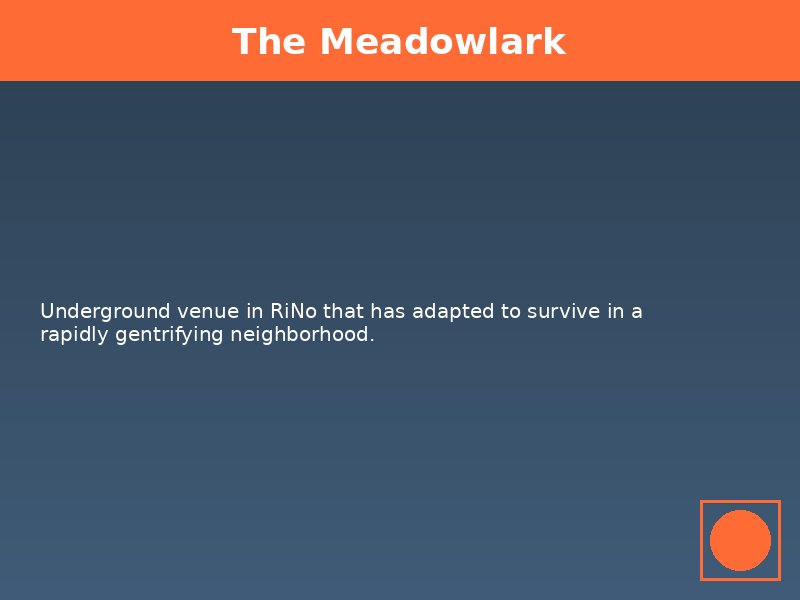 The Meadowlark
Underground venue in RiNo that has adapted to survive in a
rapidly gentrifying neighborhood.